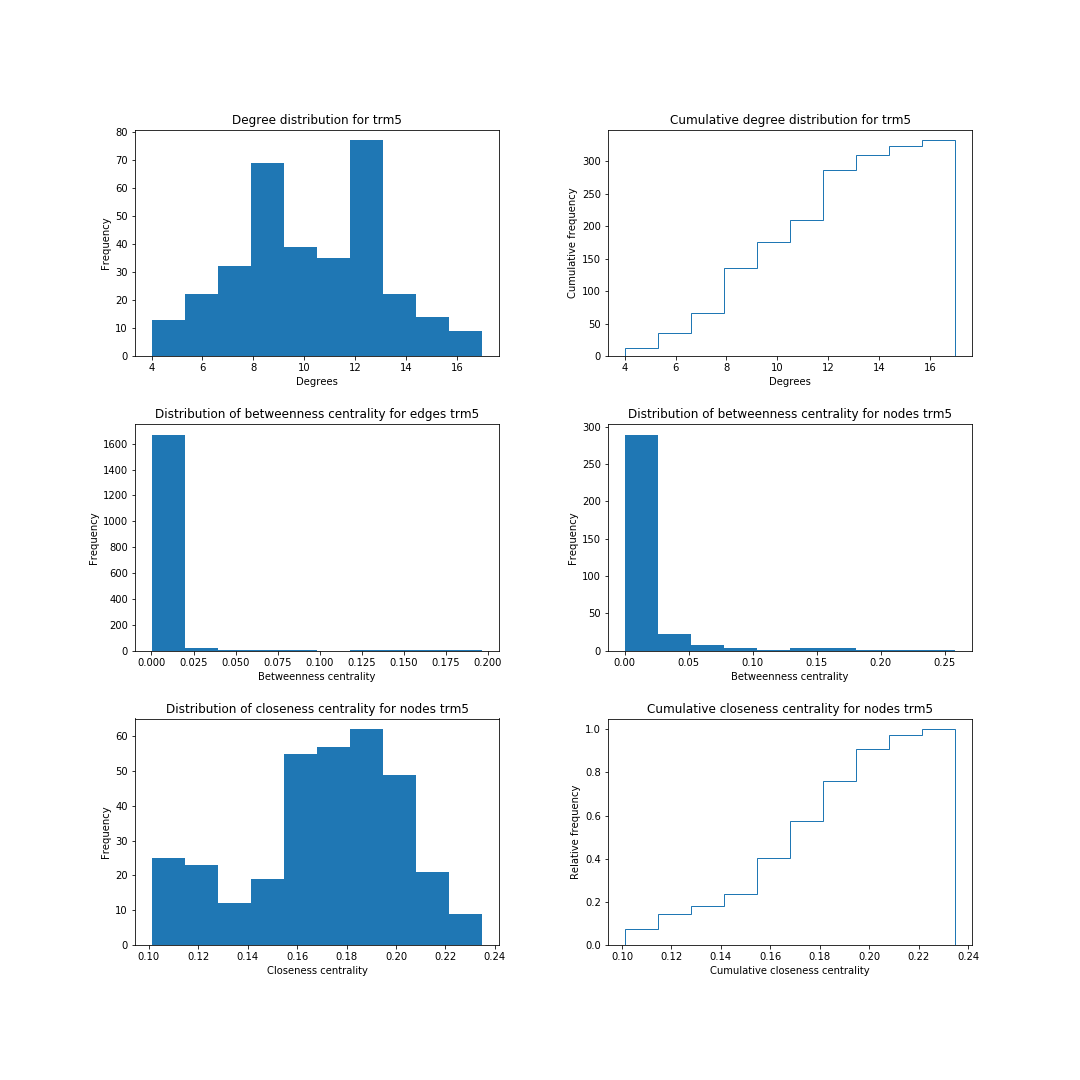 Degree distribution for trm5
80
70
60
50
40
30
20
10
0
Frequency
4 6 8 10 12 14 16
Degrees
Cumulative degree distribution for trm5
300
250
200
150
100
50
0
Cumulative frequency
4 6 8 10 12 14 16
Degrees
Distribution of betweenness centrality for edges trm5
1600
1400
1200
1000
800
600
400
200
0
Frequency
0.000 0.025 0.050 0.075 0.100 0.125 0.150 0.175 0.200
Betweenness centrality
Distribution of betweenness centrality for nodes trm5
300
250
200
150
100
50
0
Frequency
0.00 0.05 0.10 0.15 0.20 0.25
Betweenness centrality
Distribution of closeness centrality for nodes trm5
60
50
40
30
20
10
0
Frequency
0.10 0.12 0.14 0.16 0.18 0.20 0.22 0.24
Closeness centrality
Cumulative closeness centrality for nodes trm5
1.0
0.8
0.6
0.4
0.2
0.0
Relative frequency
0.10 0.12 0.14 0.16 0.18 0.20 0.22 0.24
Cumulative closeness centrality